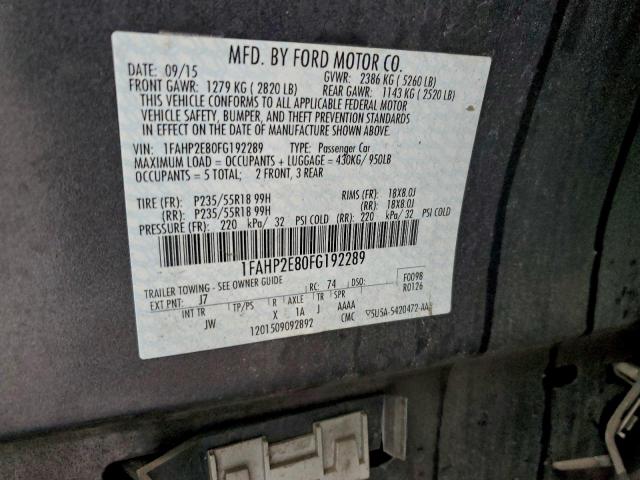 MFD. BY FORD MOTOR CO.
DATE: 09/15 GVWR: 2386 KG ( 5260 LB)
FRONT GAWR: 1279 KG ( 2820 LB) REAR GAWR: 1143 KG ( 2520 LB)
THIS VEHICLE CONFORMS TO ALL APPLICABLE FEDERAL MOTOR
VEHICLE SAFETY, BUMPER, AND THEFT PREVENTION STANDARDS
IN EFFECT ON THE DATE OF MANUFACTURE SHOWN ABOVE.
VIN: 1FAHP2E80FG192289 TYPE: Passenger Car
MAXIMUM LOAD = OCCUPANTS + LUGGAGE = 430KG/ 950LB
OCCUPANTS = 5 TOTAL; 2 FRONT, 3 REAR
TIRE (FR): P235/55R18 99H RIMS (FR): 18X8.0J
(RR) P235/55R18 99H (RR): 18X8.0J
PRESSURE (FR): 220 kPa/ 32 PSI COLD (RR): 220 kPa/ 32 PSI COLD
1FAHP2E80FG192289
TRAILER TOWING - SEE OWNER GUIDE
EXT PNT: J7 RC: 74 DSO: F0098
R0126
INT TR TP/PS R AXLE TR SPR
JW X 1A J AAAA
1201509092892 CMC